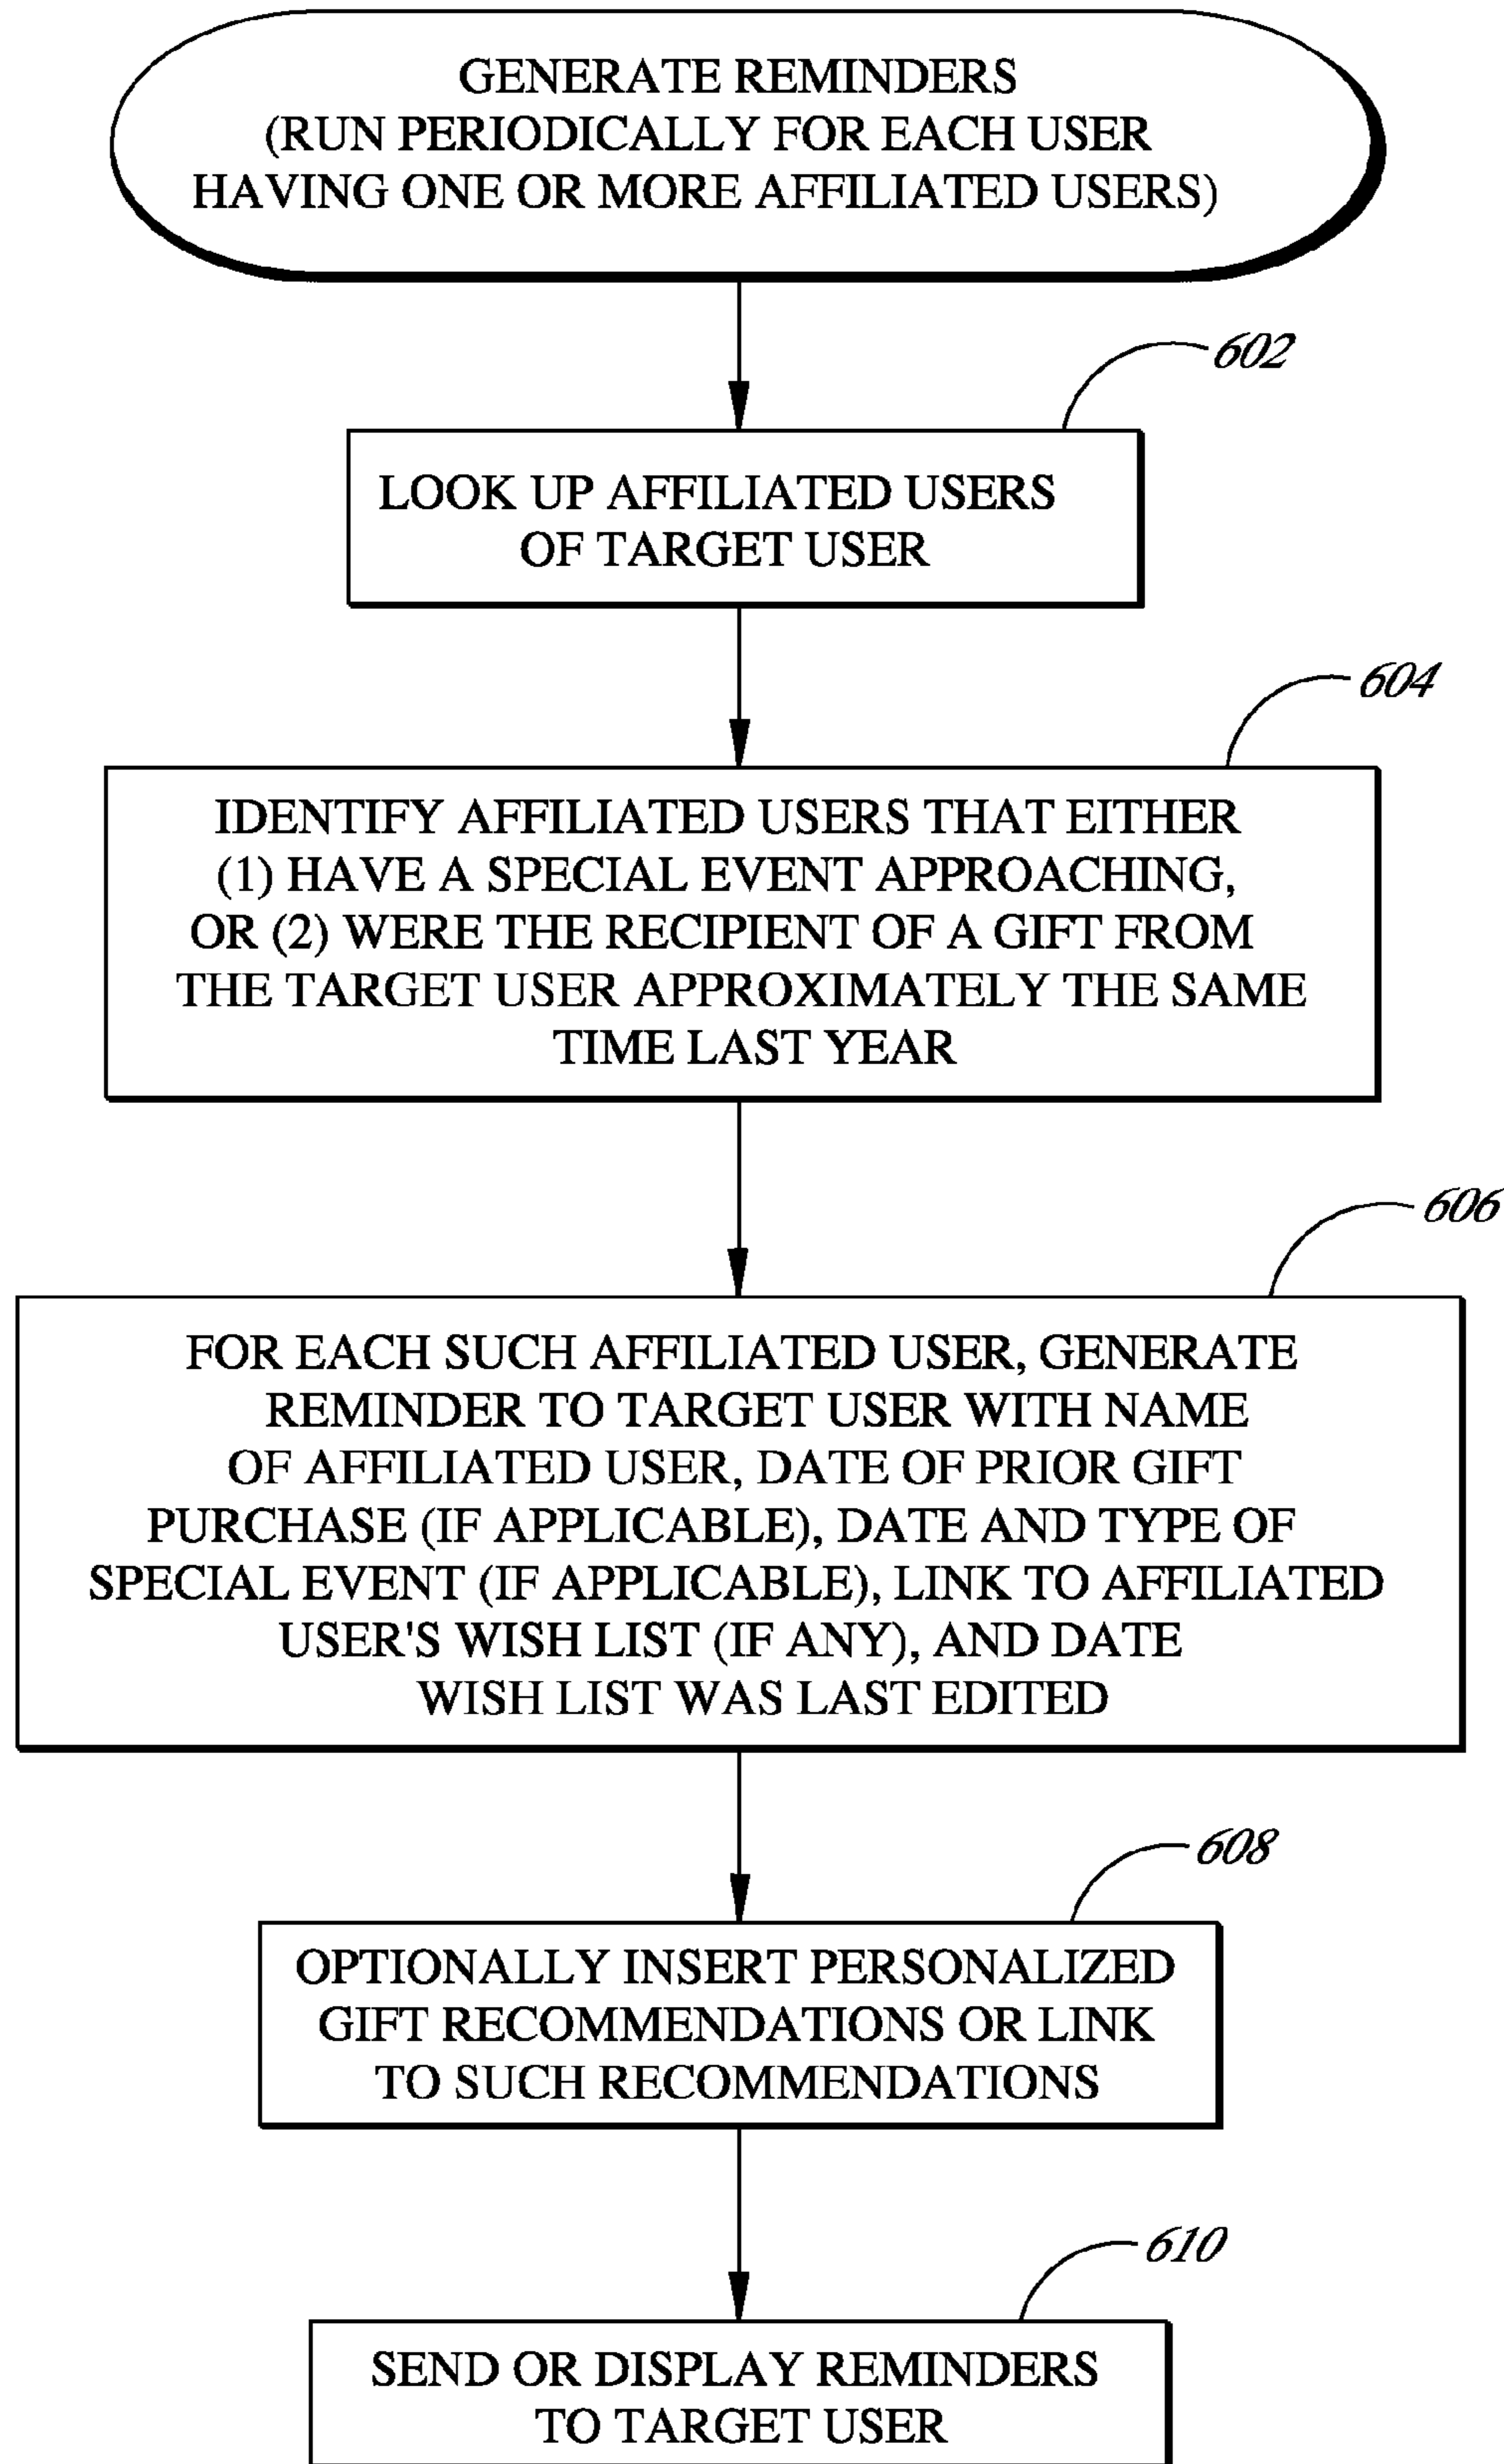 GENERATE REMINDERS
(RUN PERIODICALLY FOR EACH USER
HAVING ONE OR MORE AFFILIATED USERS)
602
LOOK UP AFFILIATED USERS
OF TARGET USER
604
IDENTIFY AFFILIATED USERS THAT EITHER
(1) HAVE A SPECIAL EVENT APPROACHING,
OR (2) WERE THE RECIPIENT OF A GIFT FROM
THE TARGET USER APPROXIMATELY THE SAME
TIME LAST YEAR
606
FOR EACH SUCH AFFILIATED USER, GENERATE
REMINDER TO TARGET USER WITH NAME
OF AFFILIATED USER, DATE OF PRIOR GIFT
PURCHASE (IF APPLICABLE), DATE AND TYPE OF
SPECIAL EVENT (IF APPLICABLE), LINK TO AFFILIATED
USER'S WISH LIST (IF ANY), AND DATE
WISH LIST WAS LAST EDITED
608
OPTIONALLY INSERT PERSONALIZED
GIFT RECOMMENDATIONS OR LINK
TO SUCH RECOMMENDATIONS
610
SEND OR DISPLAY REMINDERS
TO TARGET USER